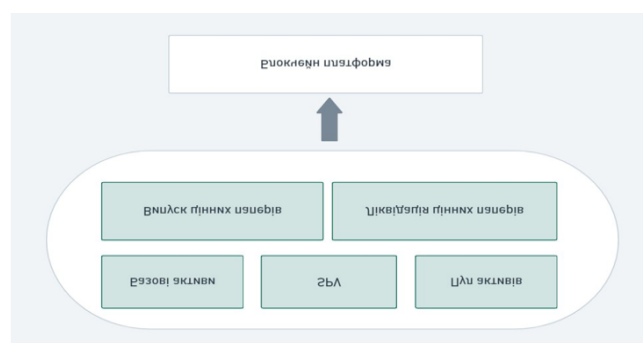 Базові активи
SPV
Пул активів
Випуск цінних паперів
Ліквідація цінних паперів
Блокчейн платформа